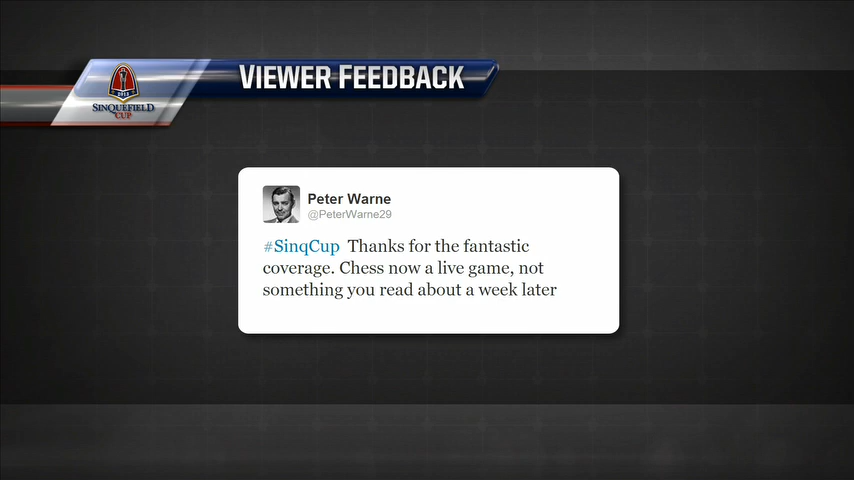 VIEWER FEEDBACK
2013
SINQUEFIELD
CUP
Peter Warne
@PeterWarne29
#SinqCup Thanks for the fantastic
coverage. Chess now a live game, not
something you read about a week later